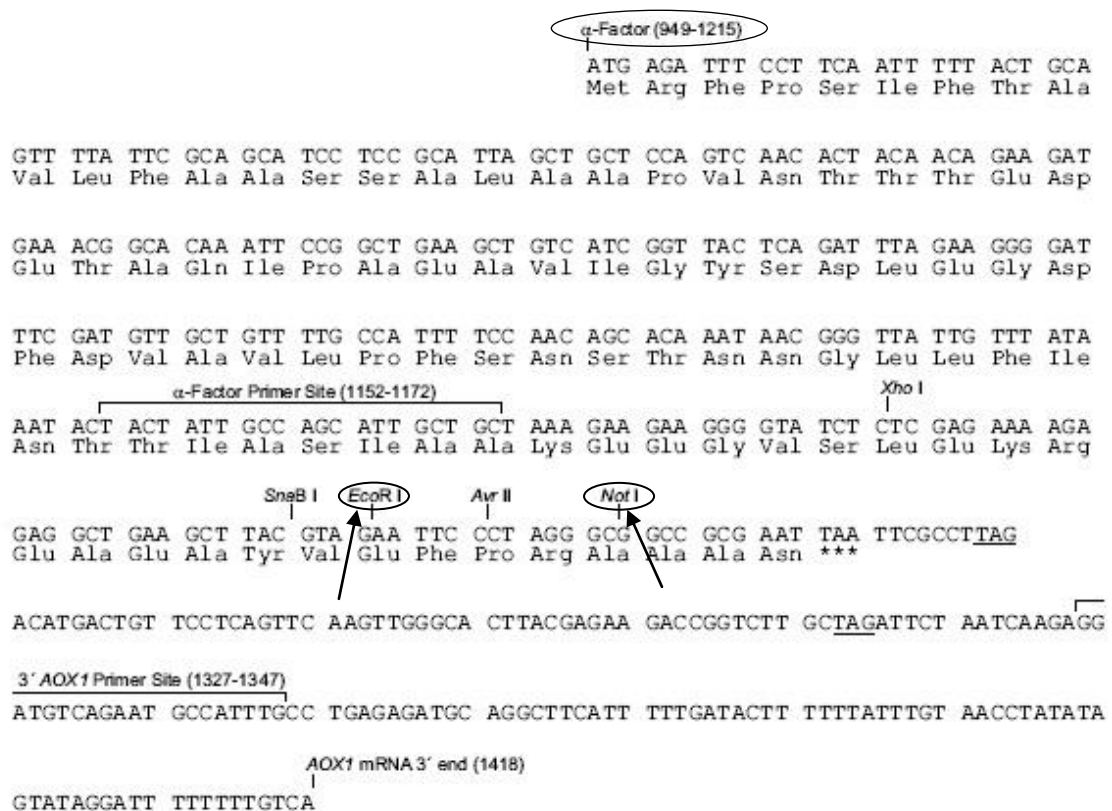 α-Factor (949-1215)
ATG AGA TTT CCT TCA ATT TTT ACT GCA
Met Arg Phe Pro Ser Ile Phe Thr Ala
GTT TTA TTC GCA GCA TCC TCC GCA TTA GCT GCT CCA GTC AAC ACT ACA ACA GAA GAT
Val Leu Phe Ala Ala Ser Ser Ala Leu Ala Ala Pro Val Asn Thr Thr Thr Glu Asp
GAA ACG GCA CAA ATT CCG GCT GAA GCT GTC ATC GGT TAC TCA GAT TTA GAA GGG GAT
Glu Thr Ala Gln Ile Pro Ala Glu Ala Val Ile Gly Tyr Ser Asp Leu Glu Gly Asp
TTC GAT GTT GCT GTT TTG CCA TTT TCC AAC AGC ACA AAT AAC GGG TTA TTG TTT ATA
Phe Asp Val Ala Val Leu Pro Phe Ser Asn Ser Thr Asn Asn Gly Leu Leu Phe Ile
α-Factor Primer Site (1152-1172) Xho I
AAT ACT ACT ATT GCC AGC ATT GCT GCT AAA GAA GAA GGG GTA TCT CTC GAG AAA AGA
Asn Thr Thr Ile Ala Ser Ile Ala Ala Lys Glu Glu Gly Val Ser Leu Glu Lys Arg
SnaB I EcoR I Avr II Not I
GAG GCT GAA GCT TAC GTA GAA TTC CCT AGG GCG GCC GCG AAT TAA TTCGCCTTAG
Glu Ala Glu Ala Tyr Val Glu Phe Pro Arg Ala Ala Ala Asn ***
ACATGACTGT TCCTCAGTTC AAGTTGGGCA CTTACGAGAA GACCGGTCTT GCTAGATTCT AATCAAGAGG
3´ AOX1 Primer Site (1327-1347)
ATGTCAGAAT GCCATTTGCC TGAGAGATGC AGGCTTCATT TTTGATACTT TTTTATTTGT AACCTATATA
AOX1 mRNA 3´ end (1418)
GTATAGGATT TTTTTTGTCA